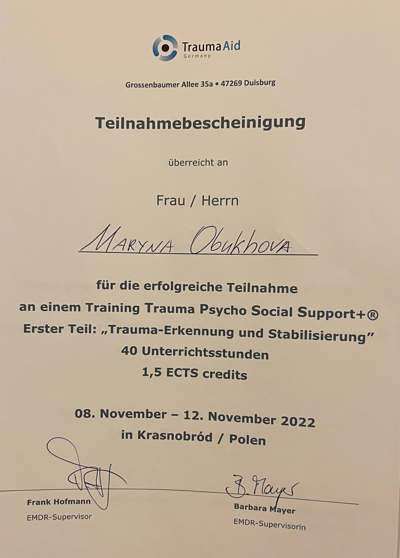 Trauma Aid
Germany
Grossenbaumer Allee 35a • 47269 Duisburg
Teilnahmebescheinigung
überreicht an
Frau / Herrn
Maryna Obukhova
für die erfolgreiche Teilnahme
an einem Training Trauma Psycho Social Support+®
Erster Teil: „Trauma-Erkennung und Stabilisierung”
40 Unterrichtsstunden
1,5 ECTS credits
08. November – 12. November 2022
in Krasnobród / Polen
B. Mayer
Frank Hofmann
EMDR-Supervisor
Barbara Mayer
EMDR-Supervisorin